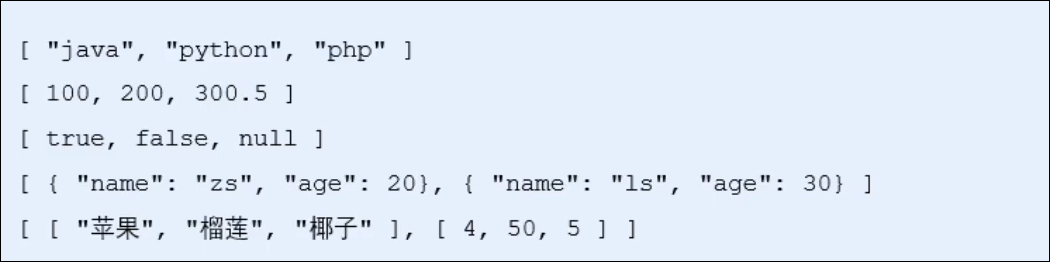 [ "java", "python", "php" ]
[ 100, 200, 300.5 ]
[ true, false, null ]
[ { "name": "zs", "age": 20}, { "name": "ls", "age": 30} ]
[ [ "苹果", "榴莲", "椰子" ], [ 4, 50, 5 ] ]